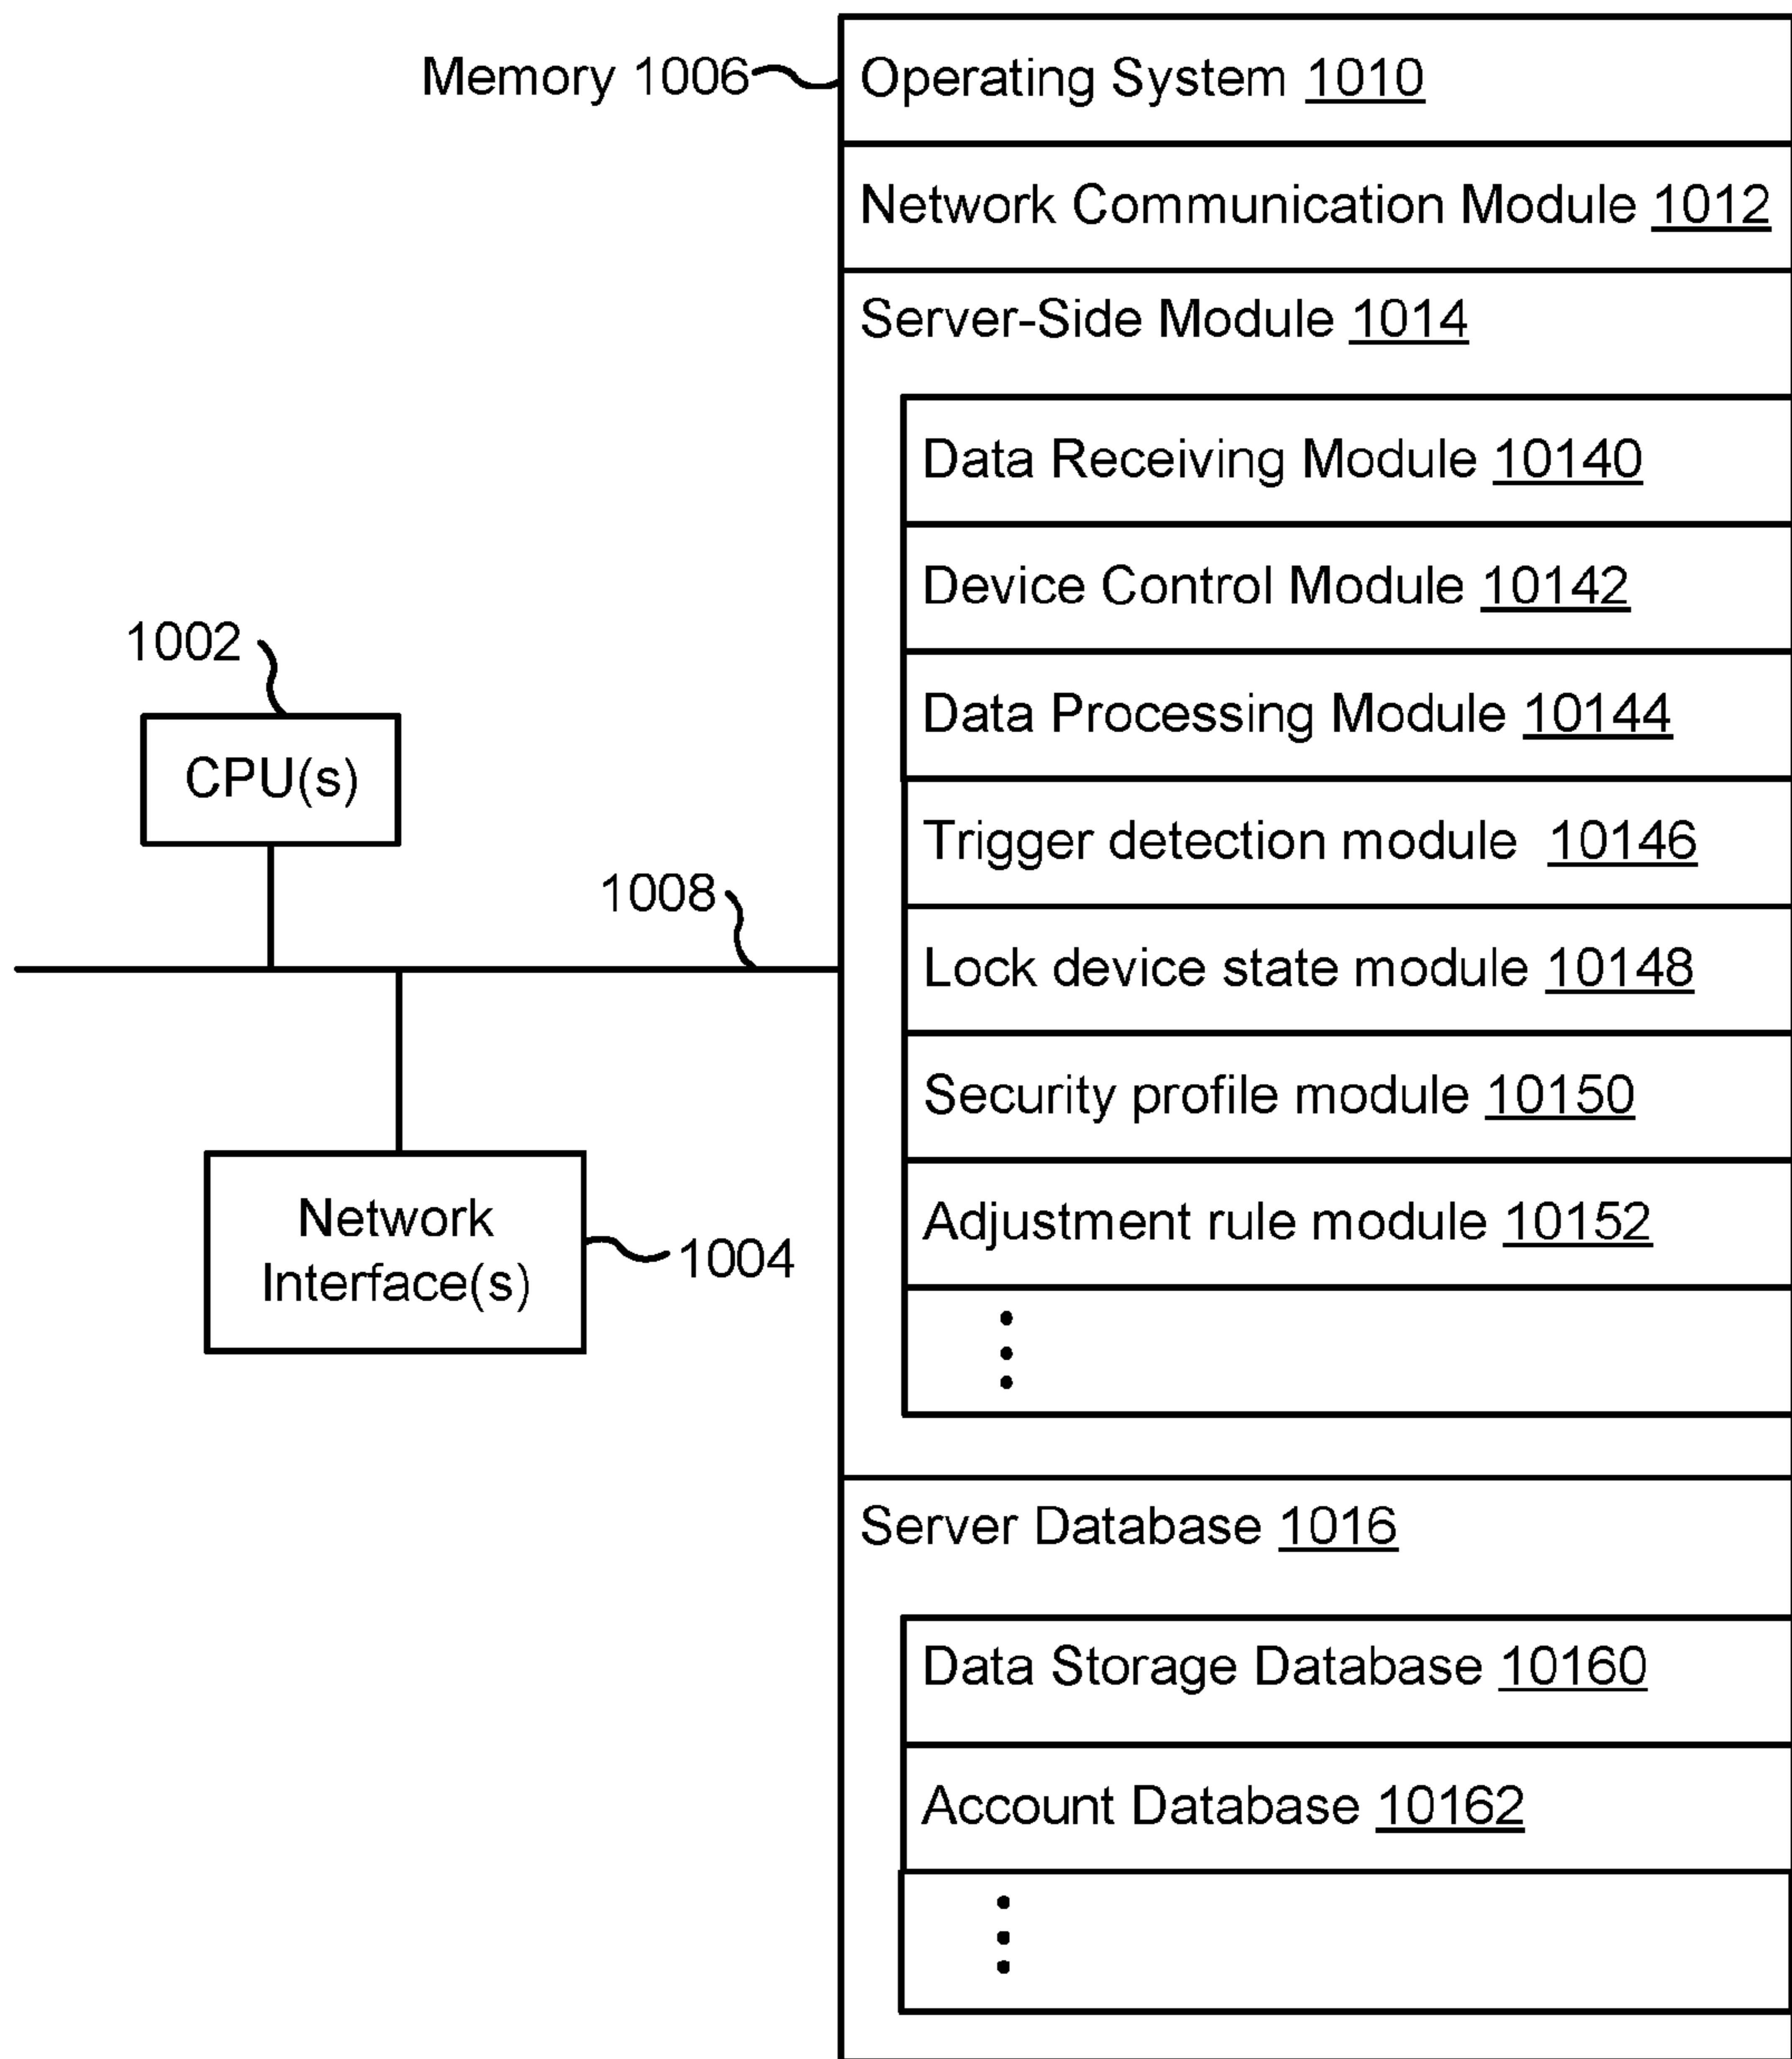 Memory 1006
Operating System 1010
Network Communication Module 1012
Server-Side Module 1014
Data Receiving Module 10140
Device Control Module 10142
Data Processing Module 10144
Trigger detection module 10146
Lock device state module 10148
Security profile module 10150
Adjustment rule module 10152
Server Database 1016
Data Storage Database 10160
Account Database 10162
1002
CPU(s)
1008
Network
Interface(s)
1004